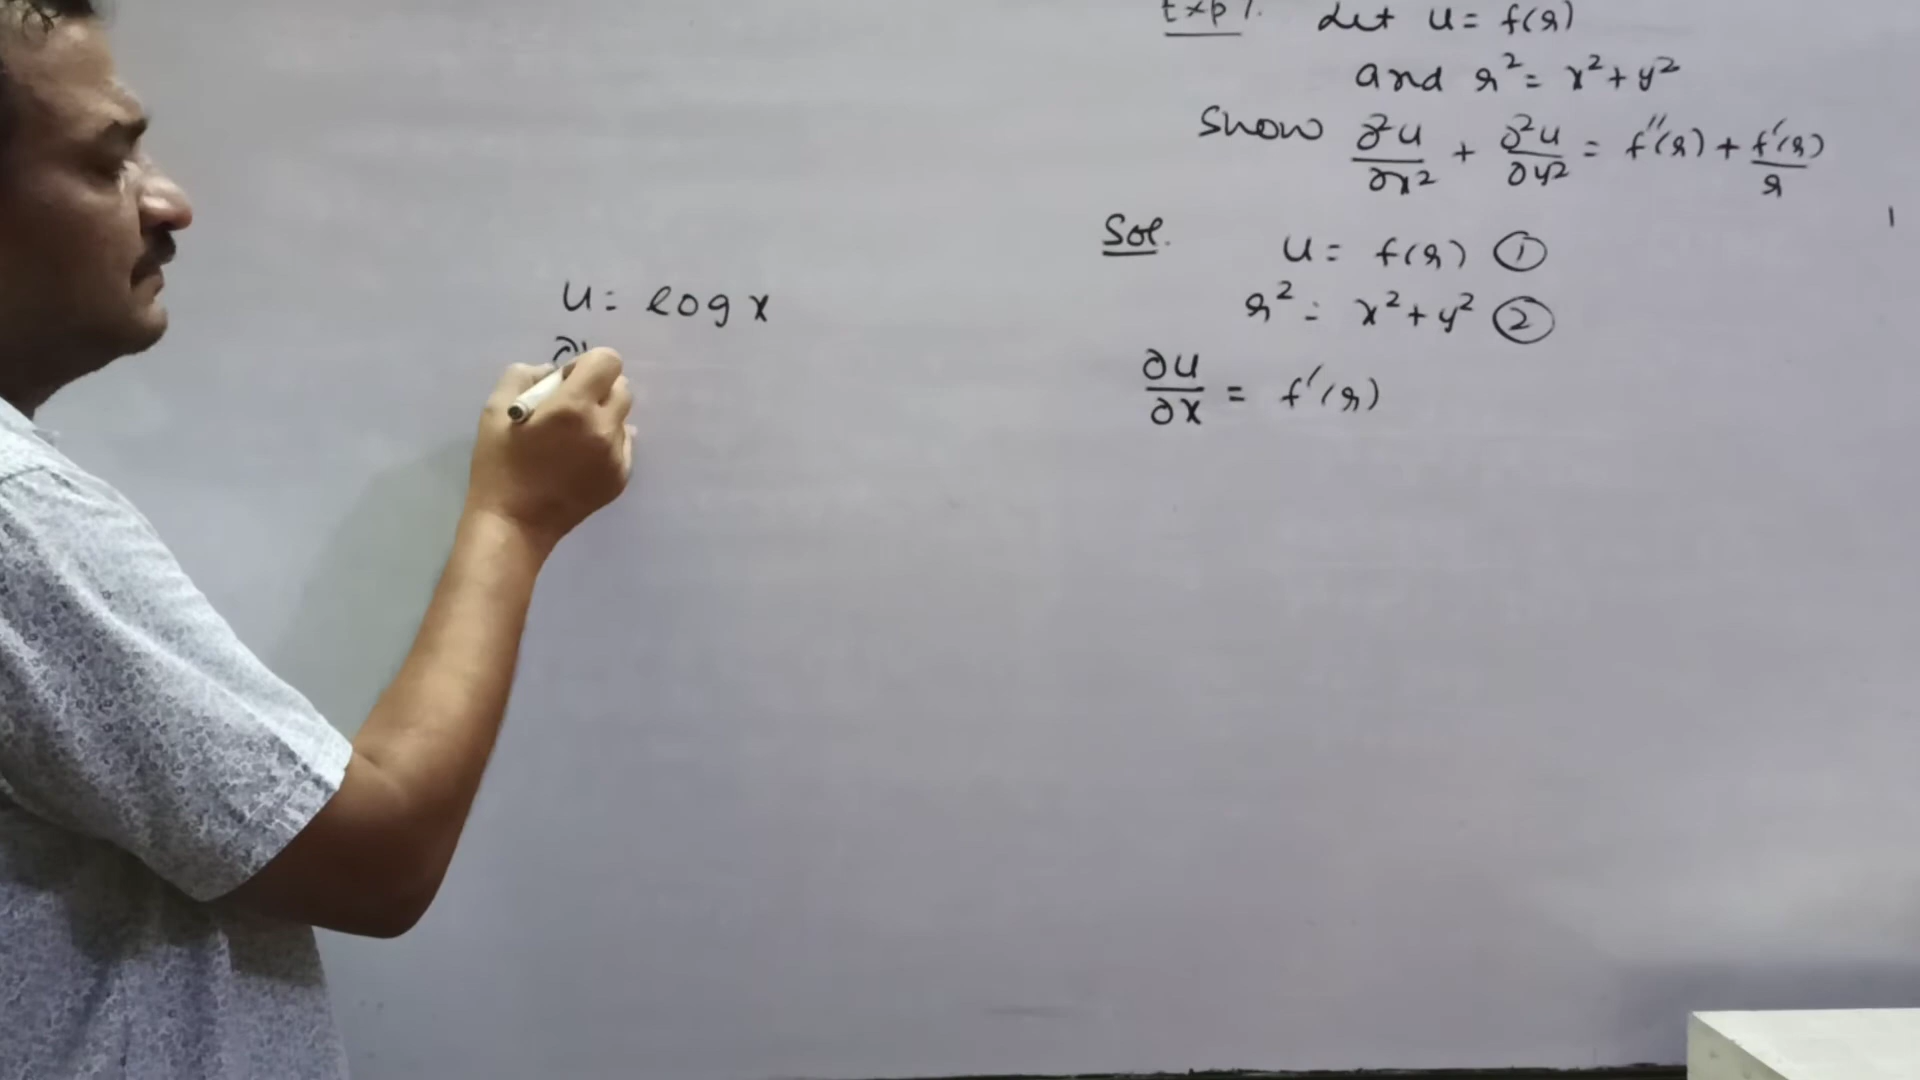 Exp 1. Let u = f(r)
and r² = x² + y²
Show ∂²u/∂x² + ∂²u/∂y² = f''(r) + f'(r)/r
Sol. u = f(r) ①
r² = x² + y² ②
∂u/∂x = f'(r)
u = log x